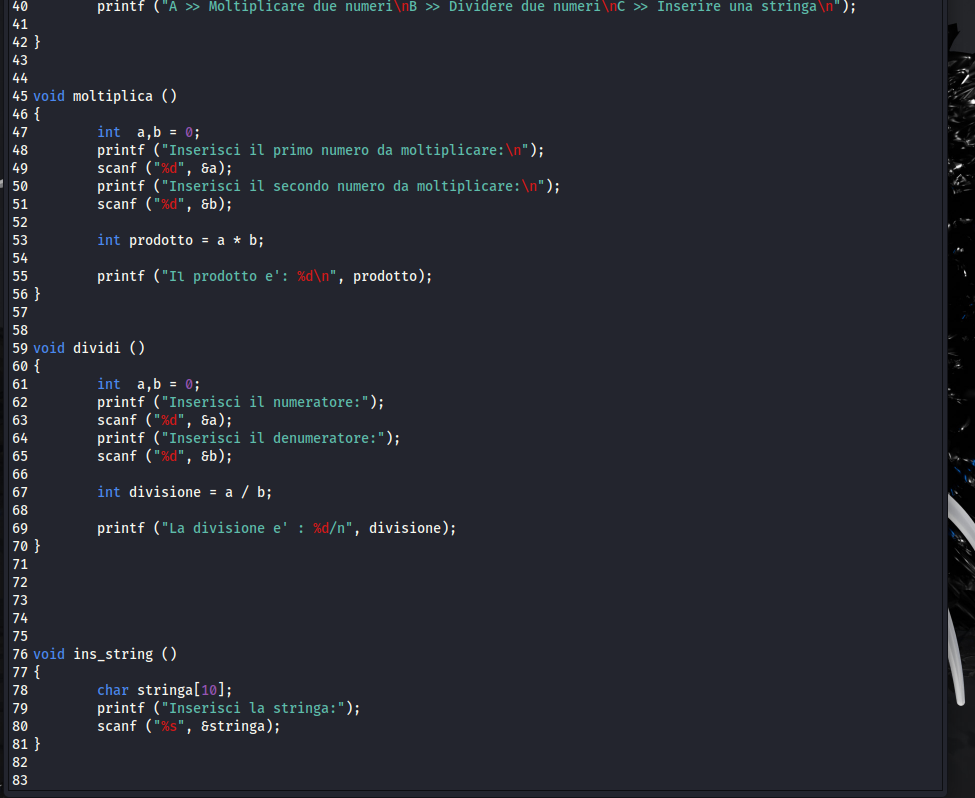 40 printf ("A >> Moltiplicare due numeri\nB >> Dividere due numeri\nC >> Inserire una stringa\n");
41
42 }
43
44
45 void moltiplica ()
46 {
47 int  a,b = 0;
48 printf ("Inserisci il primo numero da moltiplicare:\n");
49 scanf ("%d", &a);
50 printf ("Inserisci il secondo numero da moltiplicare:\n");
51 scanf ("%d", &b);
52
53 int prodotto = a * b;
54
55 printf ("Il prodotto e': %d\n", prodotto);
56 }
57
58
59 void dividi ()
60 {
61 int  a,b = 0;
62 printf ("Inserisci il numeratore:");
63 scanf ("%d", &a);
64 printf ("Inserisci il denumeratore:");
65 scanf ("%d", &b);
66
67 int divisione = a / b;
68
69 printf ("La divisione e' : %d/n", divisione);
70 }
71
72
73
74
75
76 void ins_string ()
77 {
78 char stringa[10];
79 printf ("Inserisci la stringa:");
80 scanf ("%s", &stringa);
81 }
82
83